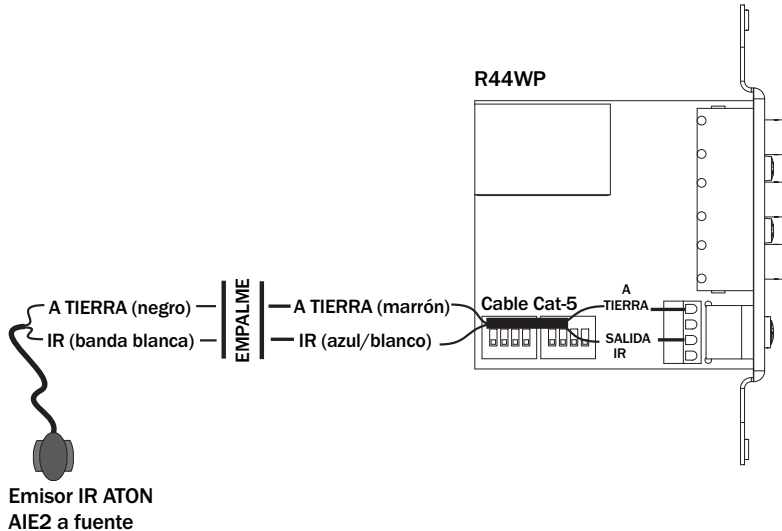 R44WP
A TIERRA (negro)
IR (banda blanca)
EMPALME
A TIERRA (marrón)
IR (azul/blanco)
Cable Cat-5
A
TIERRA
SALIDA
IR
Emisor IR ATON
AIE2 a fuente